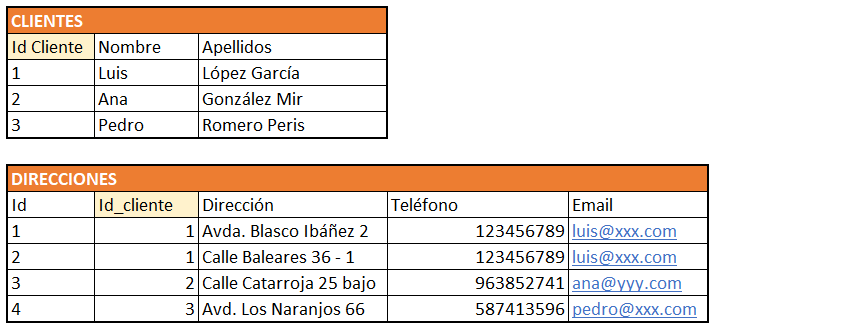 CLIENTES
Id Cliente Nombre Apellidos
1 Luis López García
2 Ana González Mir
3 Pedro Romero Peris
DIRECCIONES
Id Id_cliente Dirección Teléfono Email
1 1 Avda. Blasco Ibáñez 2 123456789 luis@xxx.com
2 1 Calle Baleares 36 - 1 123456789 luis@xxx.com
3 2 Calle Catarroja 25 bajo 963852741 ana@yyy.com
4 3 Avd. Los Naranjos 66 587413596 pedro@xxx.com